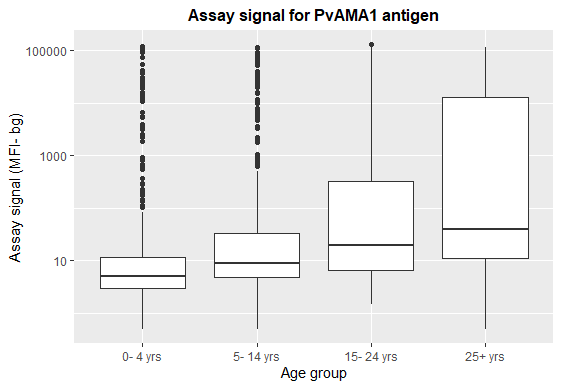 Assay signal for PvAMA1 antigen
Assay signal (MFI- bg)
100000
1000
10
0- 4 yrs
5- 14 yrs
15- 24 yrs
25+ yrs
Age group